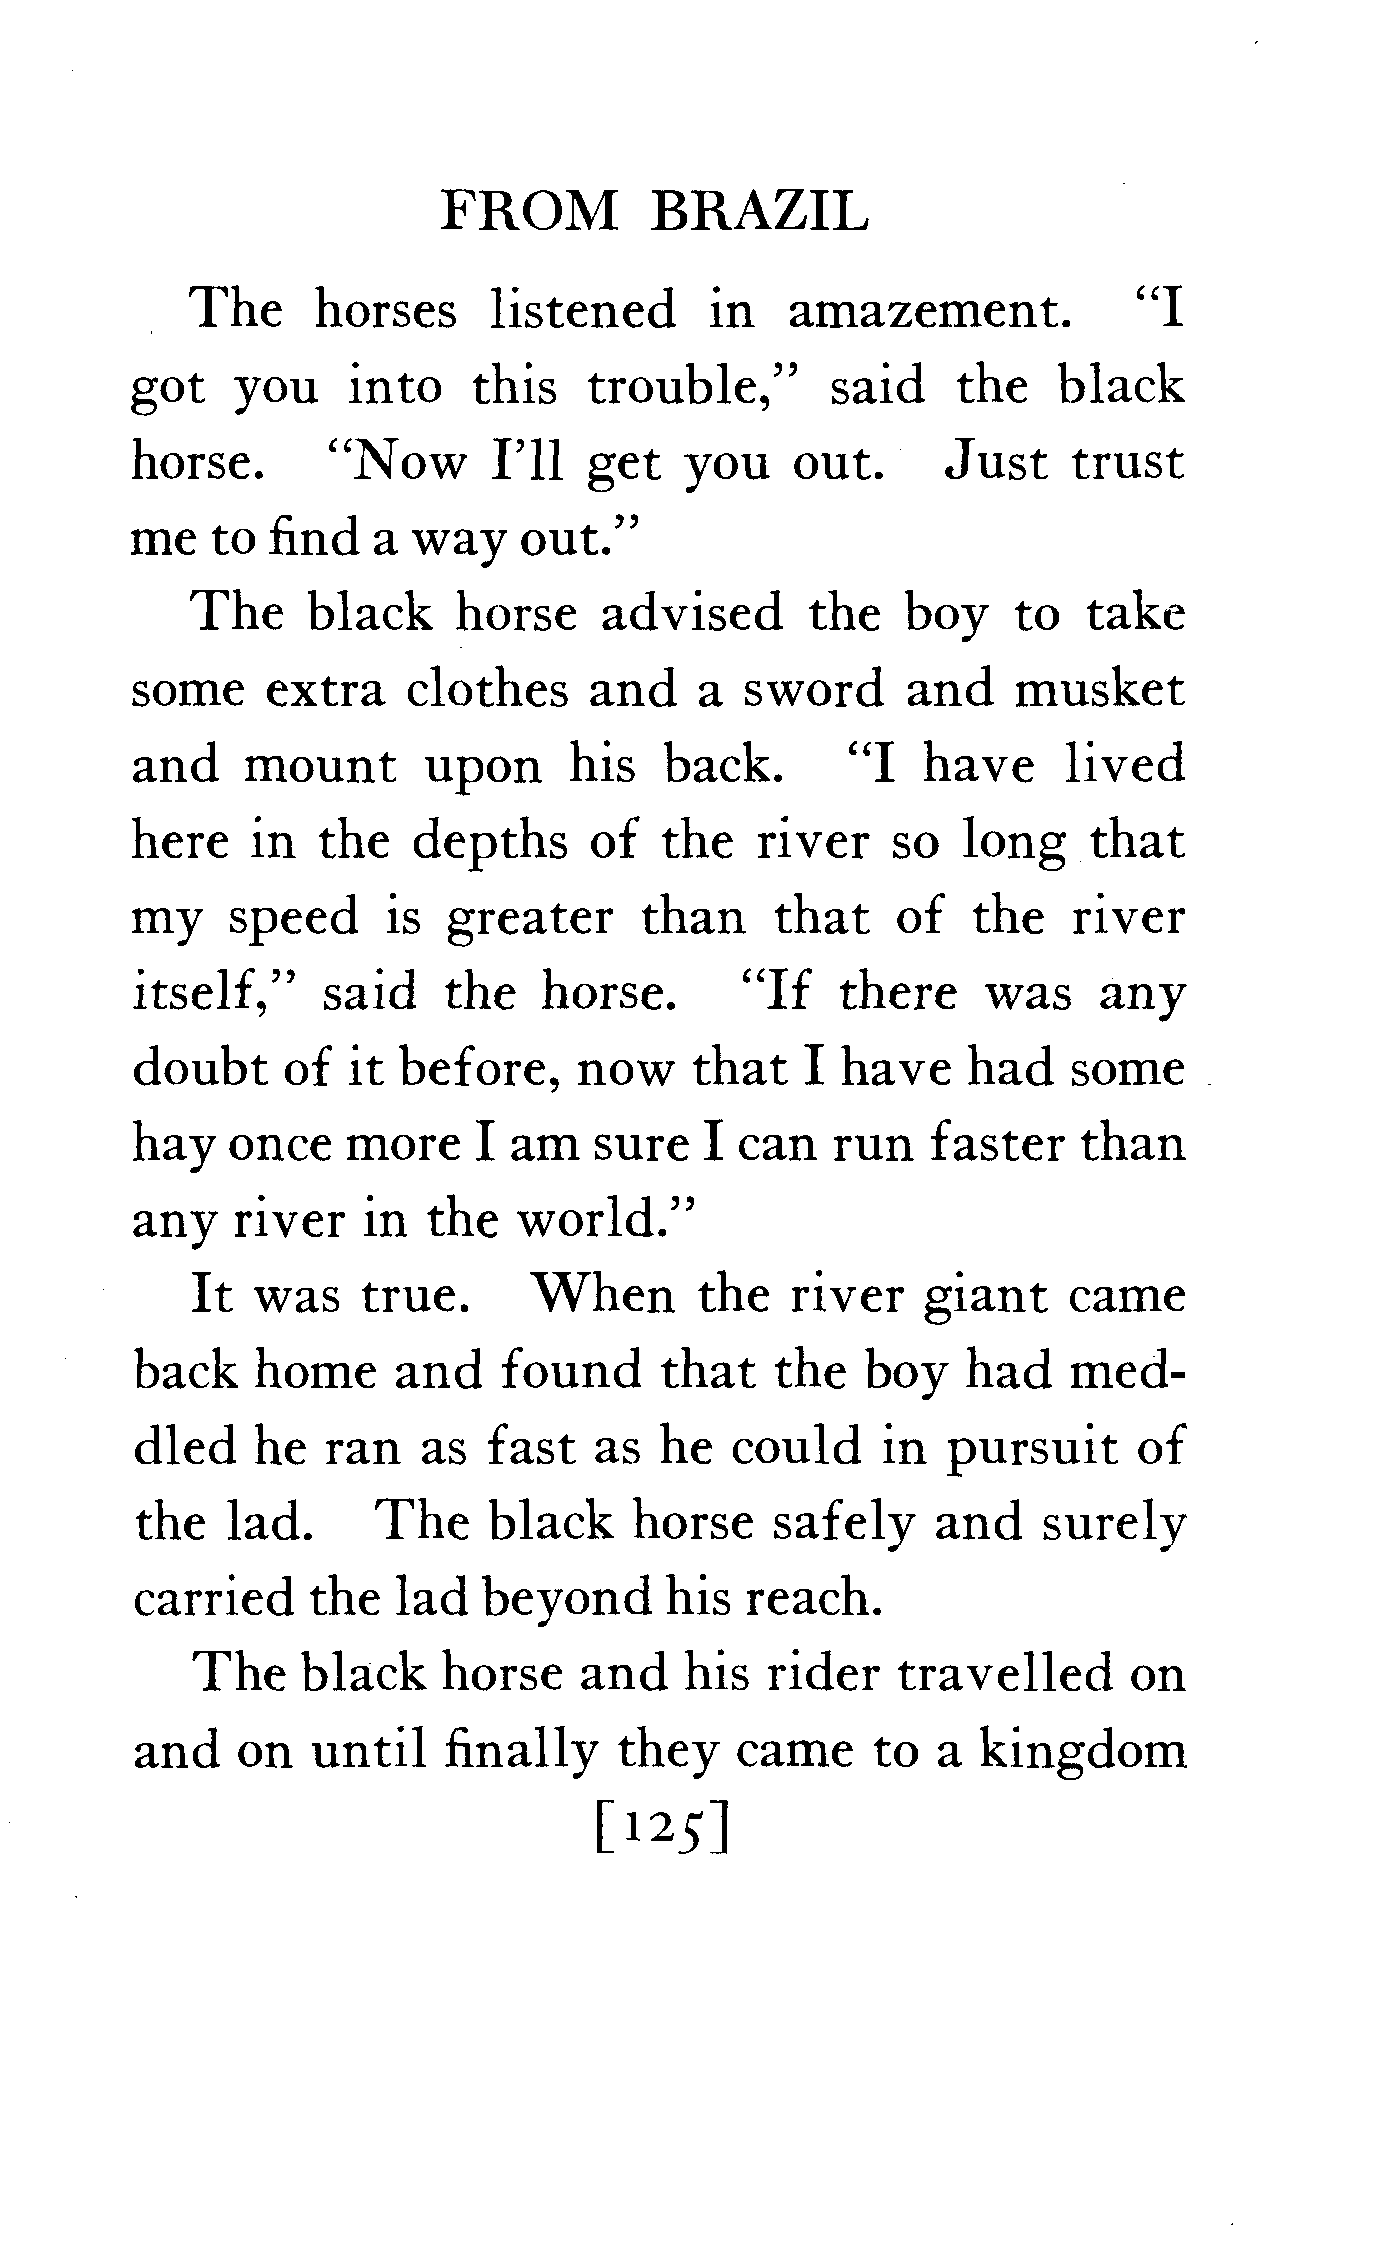 FROM BRAZIL
The horses listened in amazement. “I
got you into this trouble,” said the black
horse. “Now I’ll get you out. Just trust
me to find a way out.”
The black horse advised the boy to take
some extra clothes and a sword and musket
and mount upon his back. “I have lived
here in the depths of the river so long that
my speed is greater than that of the river
itself,” said the horse. “If there was any
doubt of it before, now that I have had some
hay once more I am sure I can run faster than
any river in the world.”
It was true. When the river giant came
back home and found that the boy had med-
dled he ran as fast as he could in pursuit of
the lad. The black horse safely and surely
carried the lad beyond his reach.
The black horse and his rider travelled on
and on until finally they came to a kingdom
[125]